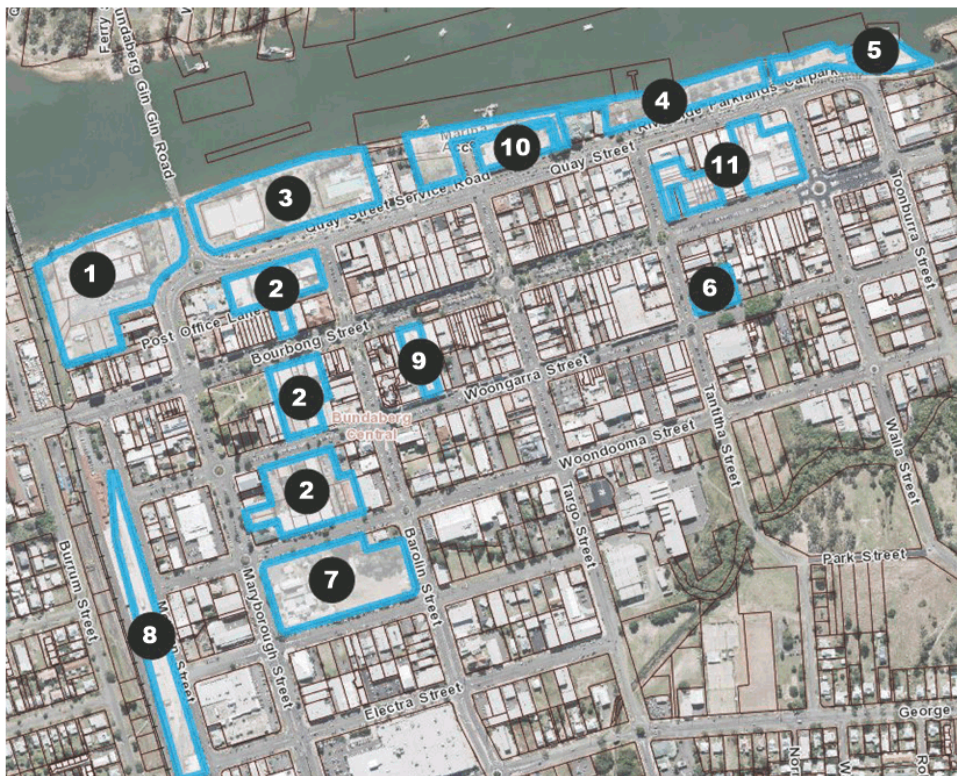 Ferry
Bundaberg Gin Gin Road
5
4
Riverside Parklands Carpark
Marina
Acc
10
Quay Street
11
3
Quay Street Service Road
Toonburra Street
1
2
6
Post Office Lane
Bourbong Street
9
Woongarra Street
2
Bundaberg
Central
Woondooma Street
Tantitha Street
Walla Street
2
Targo Street
Barolin Street
Park Street
Burrum Street
7
Maryborough Street
8
Street
Electra Street
George